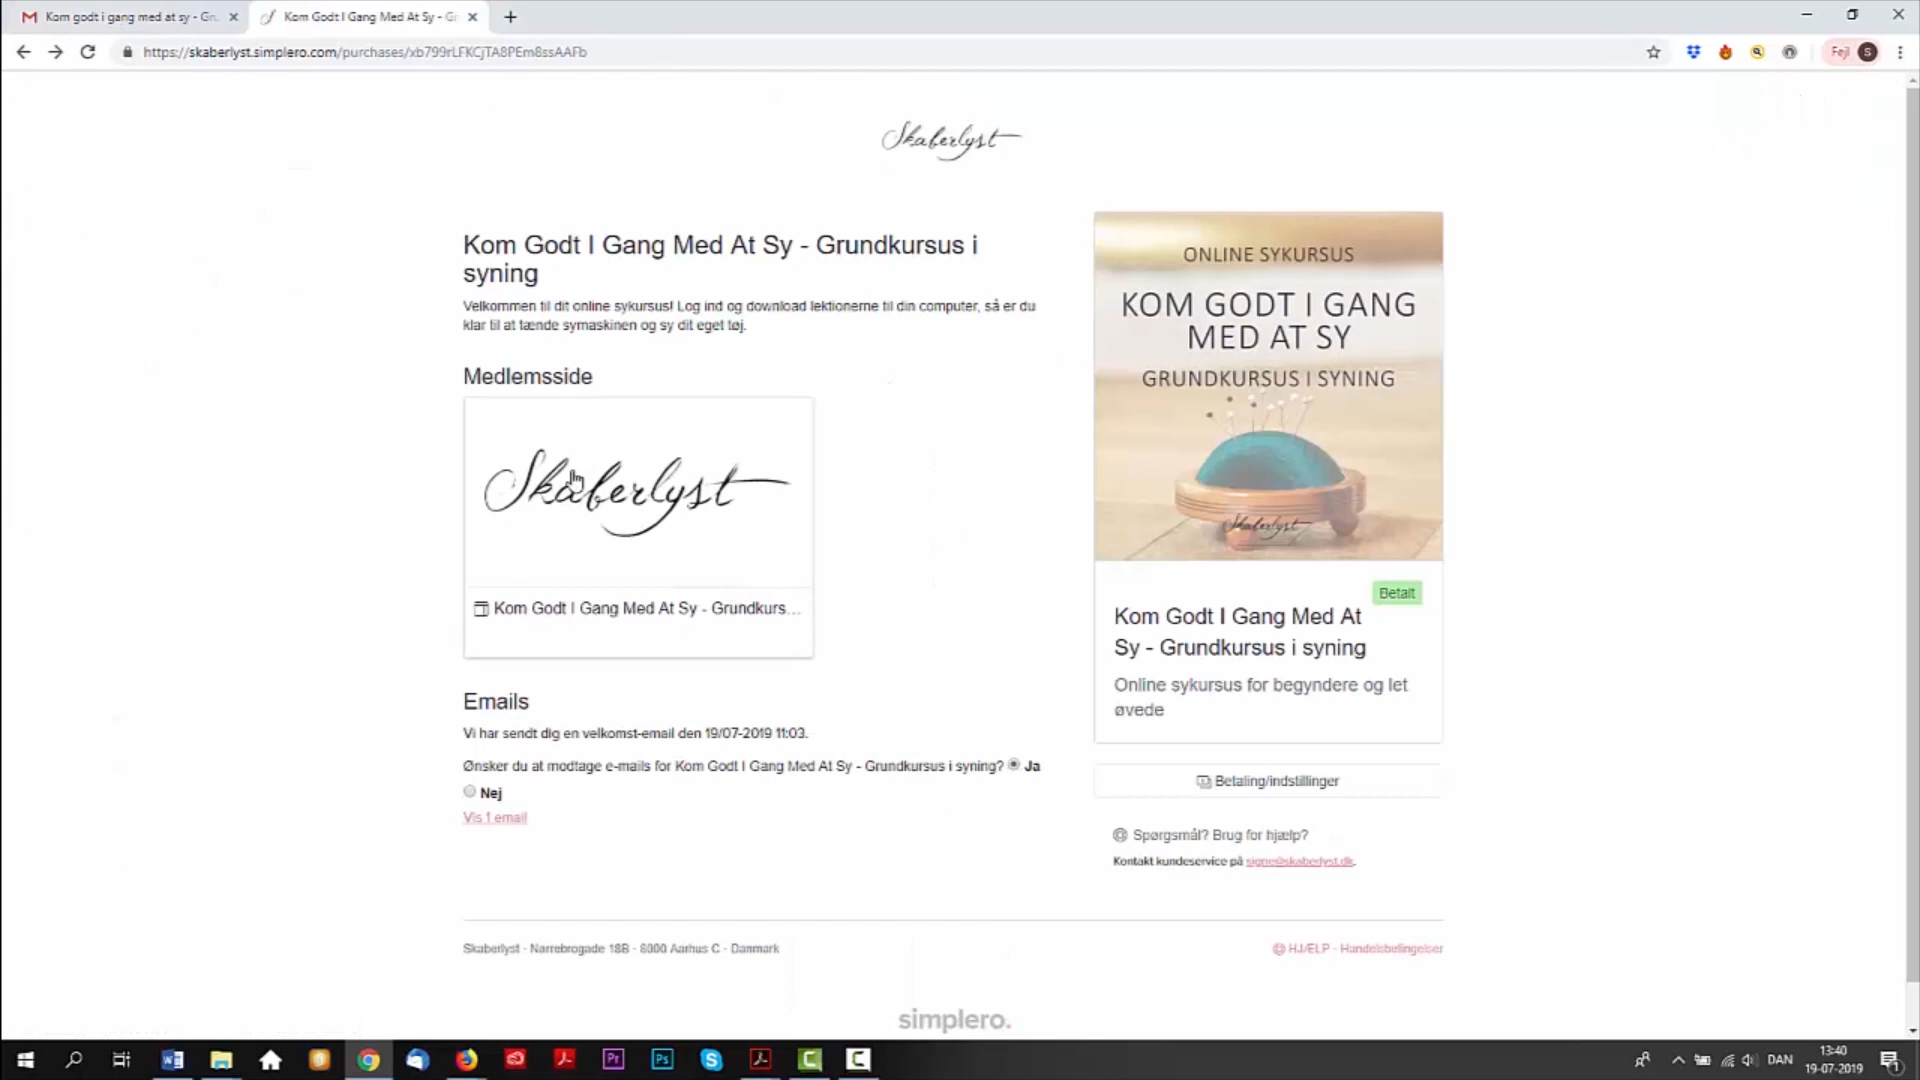 Kom godt i gang med at sy - Gr
Kom Godt I Gang Med At Sy - Gr
https://skaberlyst.simplero.com/purchases/xb799rLFKCjTA8PEm8ssAAFb
Fejl S
Skaberlyst
Kom Godt I Gang Med At Sy - Grundkursus i
syning
Velkommen til dit online sykursus! Log ind og download lektionerne til din computer, så er du
klar til at tænde symaskinen og sy dit eget tøj.
Medlemsside
Skaberlyst
Kom Godt I Gang Med At Sy - Grundkurs...
Emails
Vi har sendt dig en velkomst-email den 19/07-2019 11:03.
Ønsker du at modtage e-mails for Kom Godt I Gang Med At Sy - Grundkursus i syning? Ja
Nej
Vis 1 email
ONLINE SYKURSUS
KOM GODT I GANG
MED AT SY
GRUNDKURSUS I SYNING
Skaberlyst
Betalt
Kom Godt I Gang Med At
Sy - Grundkursus i syning
Online sykursus for begyndere og let
øvede
Betaling/indstillinger
Spørgsmål? Brug for hjælp?
Kontakt kundeservice på signe@skaberlyst.dk.
Skaberlyst - Nørrebrogade 18B - 8000 Aarhus C - Danmark
HJÆLP - Handelsbetingelser
simplero.
DAN
13:40
19-07-2019
1